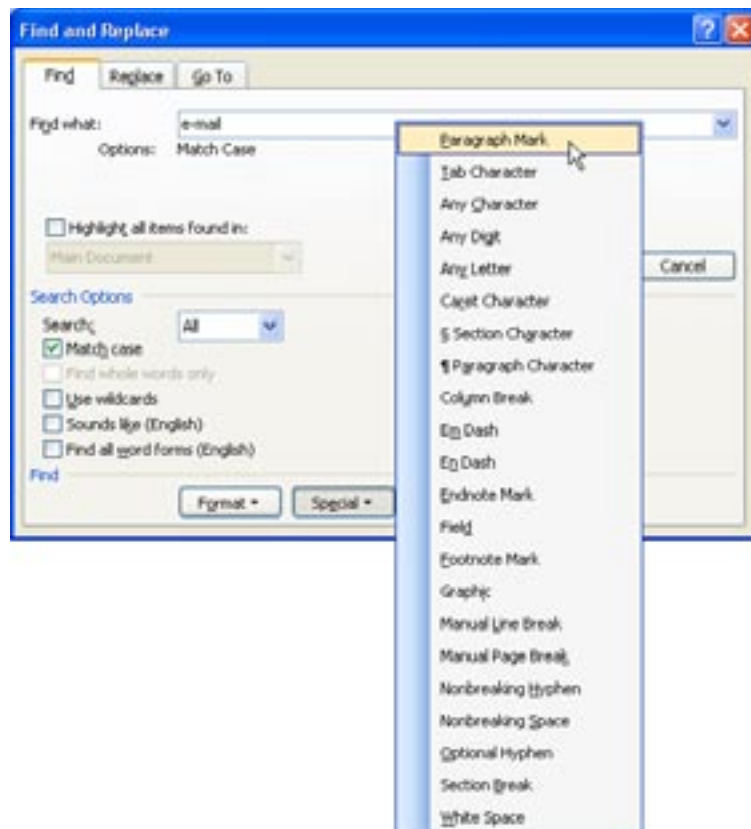 Find and Replace
Find Replace Go To
Find what: e-mail
Options: Match Case
Highlight all items found in:
Main Document
Cancel
Search Options
Search: All
Match case
Find whole words only
Use wildcards
Sounds like (English)
Find all word forms (English)
Find
Format Special
Paragraph Mark
Tab Character
Any Character
Any Digit
Any Letter
Caret Character
§ Section Character
¶ Paragraph Character
Column Break
Em Dash
En Dash
Endnote Mark
Field
Footnote Mark
Graphic
Manual Line Break
Manual Page Break
Nonbreaking Hyphen
Nonbreaking Space
Optional Hyphen
Section Break
White Space